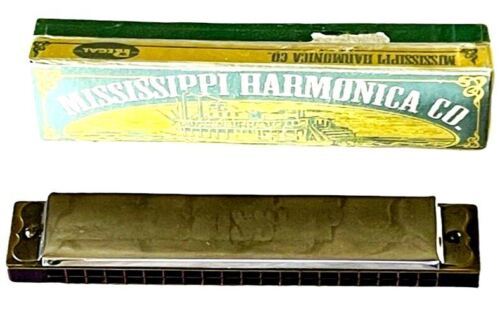 REGAL
MISSISSIPPI
HARMONICA CO.
MISSISSIPPI HARMONICA CO.